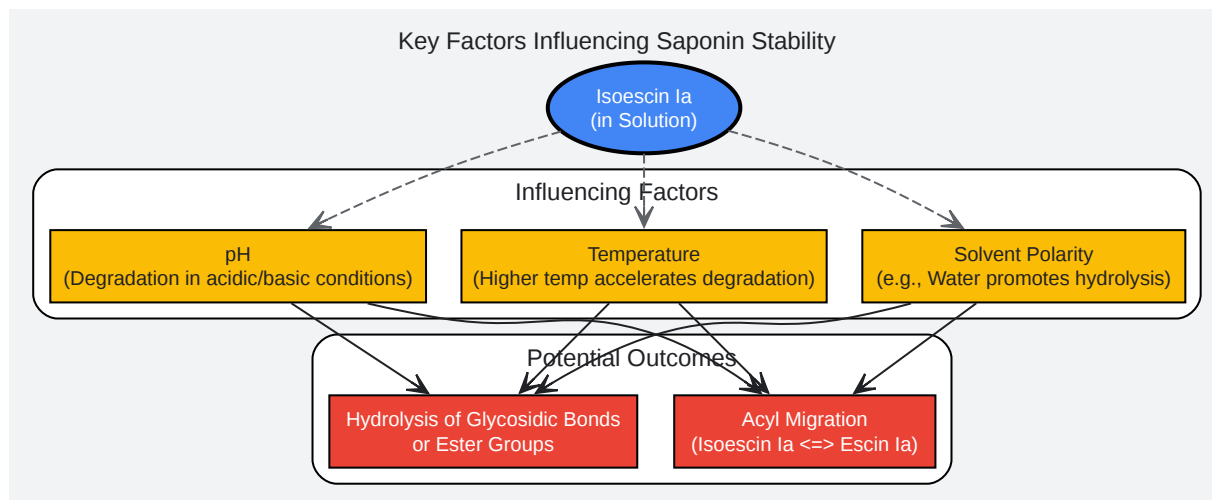 Key Factors Influencing Saponin Stability
Isoescin Ia
(in Solution)
Influencing Factors
pH
(Degradation in acidic/basic conditions)
Temperature
(Higher temp accelerates degradation)
Solvent Polarity
(e.g., Water promotes hydrolysis)
Potential Outcomes
Hydrolysis of Glycosidic Bonds
or Ester Groups
Acyl Migration
(Isoescin Ia <=> Escin Ia)